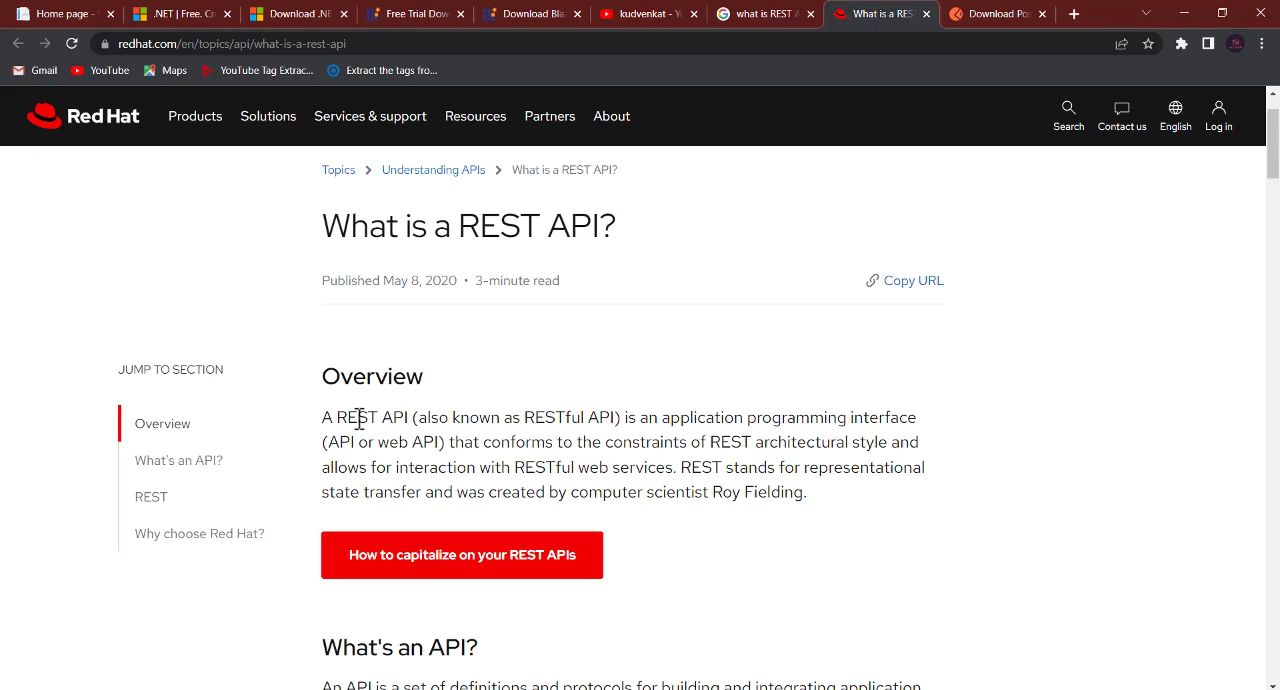 Home page -
.NET | Free. Cr
Download .NE
Free Trial Dow
Download Bla
kudvenkat - Yo
what is REST A
What is a RES
Download Pos
redhat.com/en/topics/api/what-is-a-rest-api
Gmail YouTube Maps YouTube Tag Extrac... Extract the tags fro...
Red Hat Products Solutions Services & support Resources Partners About
Search Contact us English Log in
Topics Understanding APIs What is a REST API?
What is a REST API?
Published May 8, 2020 • 3-minute read
Copy URL
JUMP TO SECTION
Overview
What's an API?
REST
Why choose Red Hat?
Overview
A REST API (also known as RESTful API) is an application programming interface
(API or web API) that conforms to the constraints of REST architectural style and
allows for interaction with RESTful web services. REST stands for representational
state transfer and was created by computer scientist Roy Fielding.
How to capitalize on your REST APIs
What's an API?
An API is a set of definitions and protocols for building and integrating application